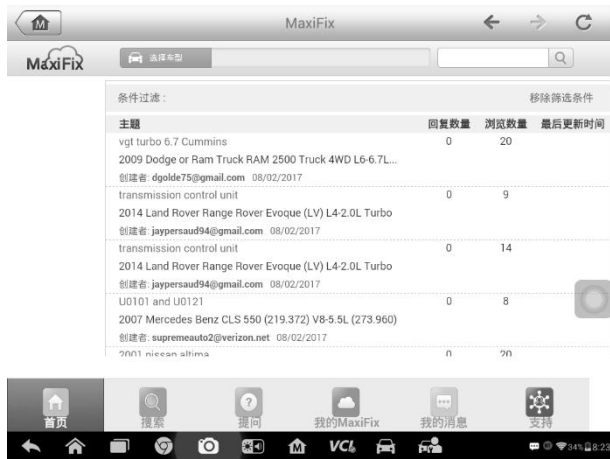 MaxiFix
MaxiFix
选择车型
条件过滤：
移除筛选条件
主题 回复数量 浏览数量 最后更新时间
vgt turbo 6.7 Cummins 0 20
2009 Dodge or Ram Truck RAM 2500 Truck 4WD L6-6.7L...
创建者: dgolde75@gmail.com 08/02/2017
transmission control unit 0 9
2014 Land Rover Range Rover Evoque (LV) L4-2.0L Turbo
创建者: jaypersaud94@gmail.com 08/02/2017
transmission control unit 0 14
2014 Land Rover Range Rover Evoque (LV) L4-2.0L Turbo
创建者: jaypersaud94@gmail.com 08/02/2017
U0101 and U0121 0 8
2007 Mercedes Benz CLS 550 (219.372) V8-5.5L (273.960)
创建者: supremeauto2@verizon.net 08/02/2017
2001 nissan altima 0 20
首页 搜索 提问 我的MaxiFix 我的消息 支持
VCI 34% 8:23